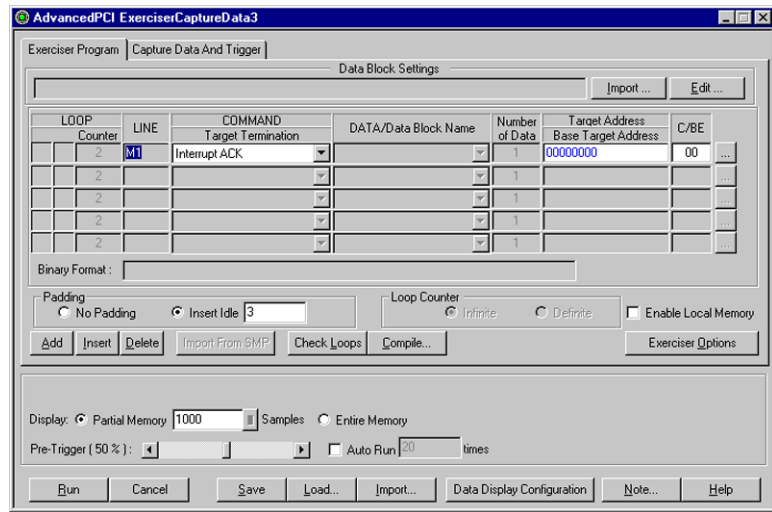 AdvancedPCI ExerciserCaptureData3
Exerciser Program Capture Data And Trigger
Data Block Settings
Import ... Edit ...
LOOP LINE COMMAND DATA/Data Block Name Number of Data Target Address C/BE
Counter Target Termination Base Target Address
2 M1 Interrupt ACK 1 00000000 00 ...
2 1 ...
2 1 ...
2 1 ...
2 1 ...
Binary Format :
Padding Loop Counter
No Padding Insert Idle 3 Infinite Definite Enable Local Memory
Add Insert Delete Import From SMP Check Loops Compile... Exerciser Options
Display: Partial Memory 1000 Samples Entire Memory
Pre-Trigger ( 50 % ) : Auto Run 20 times
Run Cancel Save Load... Import... Data Display Configuration Note... Help